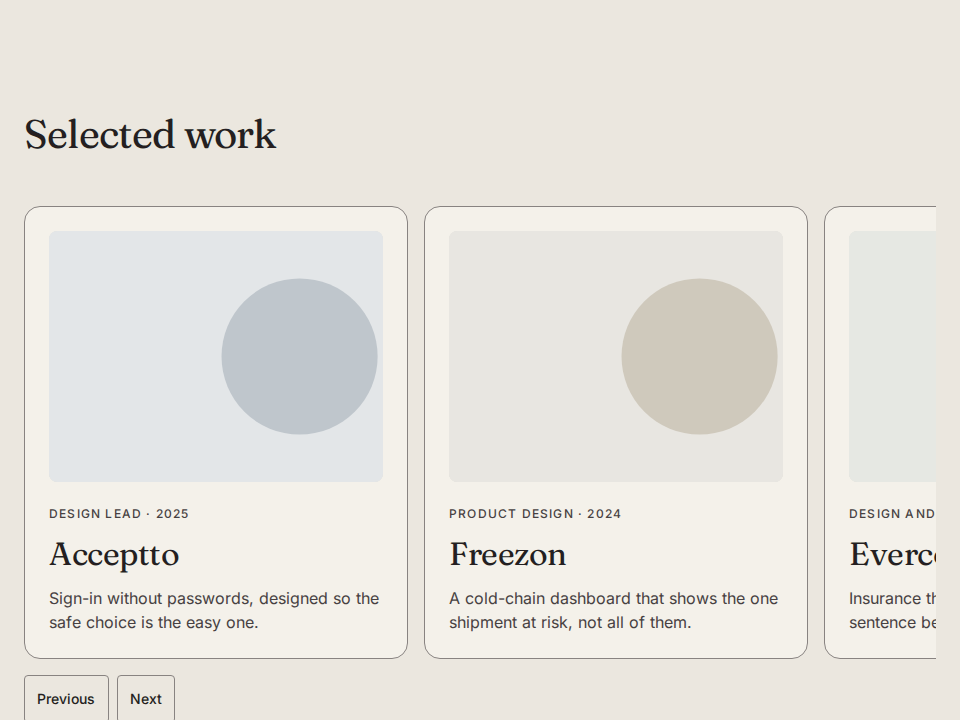 Selected work
DESIGN LEAD · 2025
Acceptto
Sign-in without passwords, designed so the
safe choice is the easy one.
PRODUCT DESIGN · 2024
Freezon
A cold-chain dashboard that shows the one
shipment at risk, not all of them.
DESIGN AND
Insurance
sentence
Previous
Next